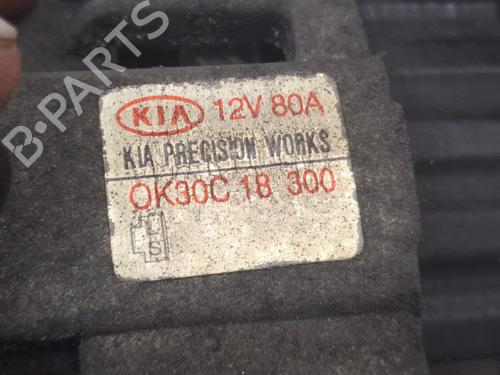 KIA 12V 80A
KIA PRECISION WORKS
OK30C 18 300
B-PARTS